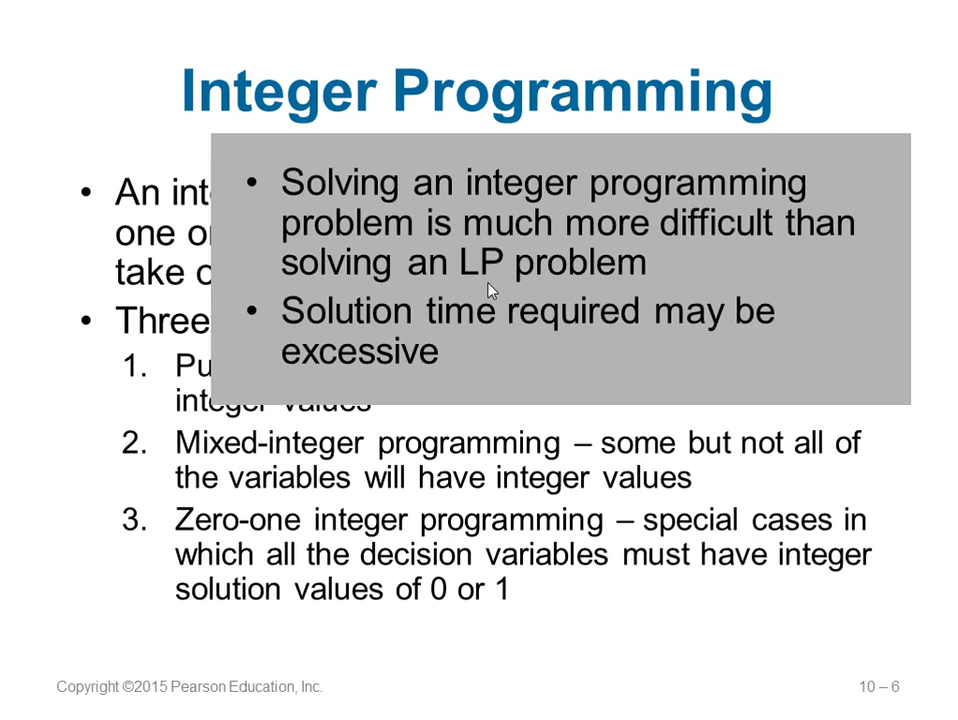 Integer Programming
• An
one
take
• Three
• Solving an integer programming
problem is much more difficult than
solving an LP problem
• Solution time required may be
excessive
1.
integer values
2. Mixed-integer programming – some but not all of
the variables will have integer values
3. Zero-one integer programming – special cases in
which all the decision variables must have integer
solution values of 0 or 1
Copyright ©2015 Pearson Education, Inc.
10 – 6